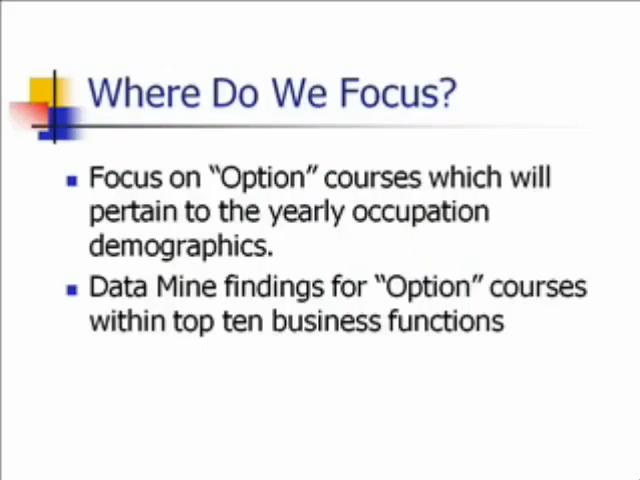 Where Do We Focus?
Focus on “Option” courses which will
pertain to the yearly occupation
demographics.
Data Mine findings for “Option” courses
within top ten business functions